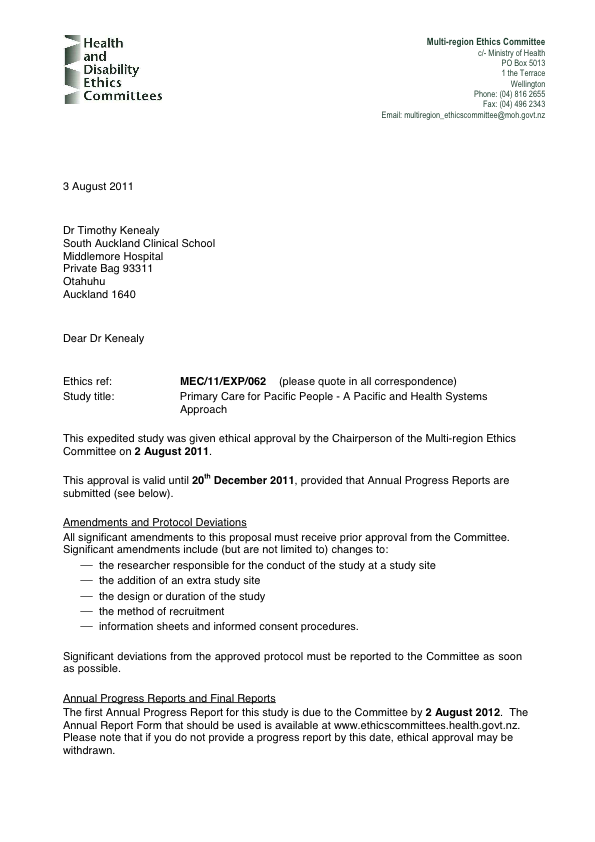 Health
and
Disability
Ethics
Committees
Multi-region Ethics Committee
c/- Ministry of Health
PO Box 5013
1 the Terrace
Wellington
Phone: (04) 816 2655
Fax: (04) 496 2343
Email: multiregion_ethicscommittee@moh.govt.nz
3 August 2011
Dr Timothy Kenealy
South Auckland Clinical School
Middlemore Hospital
Private Bag 93311
Otahuhu
Auckland 1640
Dear Dr Kenealy
Ethics ref: MEC/11/EXP/062 (please quote in all correspondence)
Study title: Primary Care for Pacific People - A Pacific and Health Systems
Approach
This expedited study was given ethical approval by the Chairperson of the Multi-region Ethics
Committee on 2 August 2011.
This approval is valid until 20th December 2011, provided that Annual Progress Reports are
submitted (see below).
Amendments and Protocol Deviations
All significant amendments to this proposal must receive prior approval from the Committee.
Significant amendments include (but are not limited to) changes to:
— the researcher responsible for the conduct of the study at a study site
— the addition of an extra study site
— the design or duration of the study
— the method of recruitment
— information sheets and informed consent procedures.
Significant deviations from the approved protocol must be reported to the Committee as soon
as possible.
Annual Progress Reports and Final Reports
The first Annual Progress Report for this study is due to the Committee by 2 August 2012. The
Annual Report Form that should be used is available at www.ethicscommittees.health.govt.nz.
Please note that if you do not provide a progress report by this date, ethical approval may be
withdrawn.